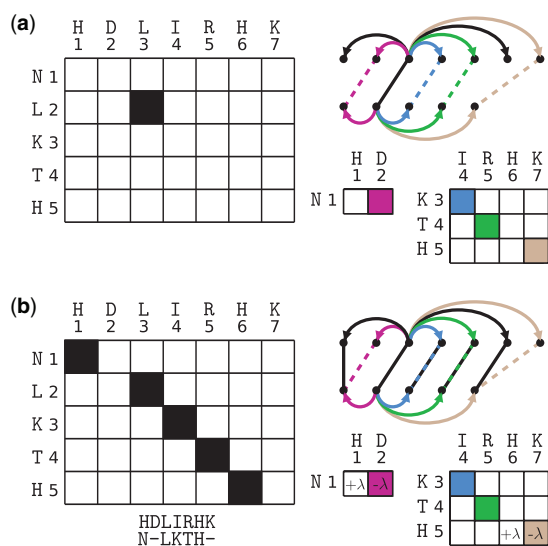 (a)
H D L I R H K
1 2 3 4 5 6 7
N 1
L 2
K 3
T 4
H 5
H D
1 2
N 1
I R H K
4 5 6 7
K 3
T 4
H 5
(b)
H D L I R H K
1 2 3 4 5 6 7
N 1
L 2
K 3
T 4
H 5
HDLIRHK
N-LKTH-
H D
1 2
N 1 +λ -λ
I R H K
4 5 6 7
K 3
T 4
H 5 +λ -λ